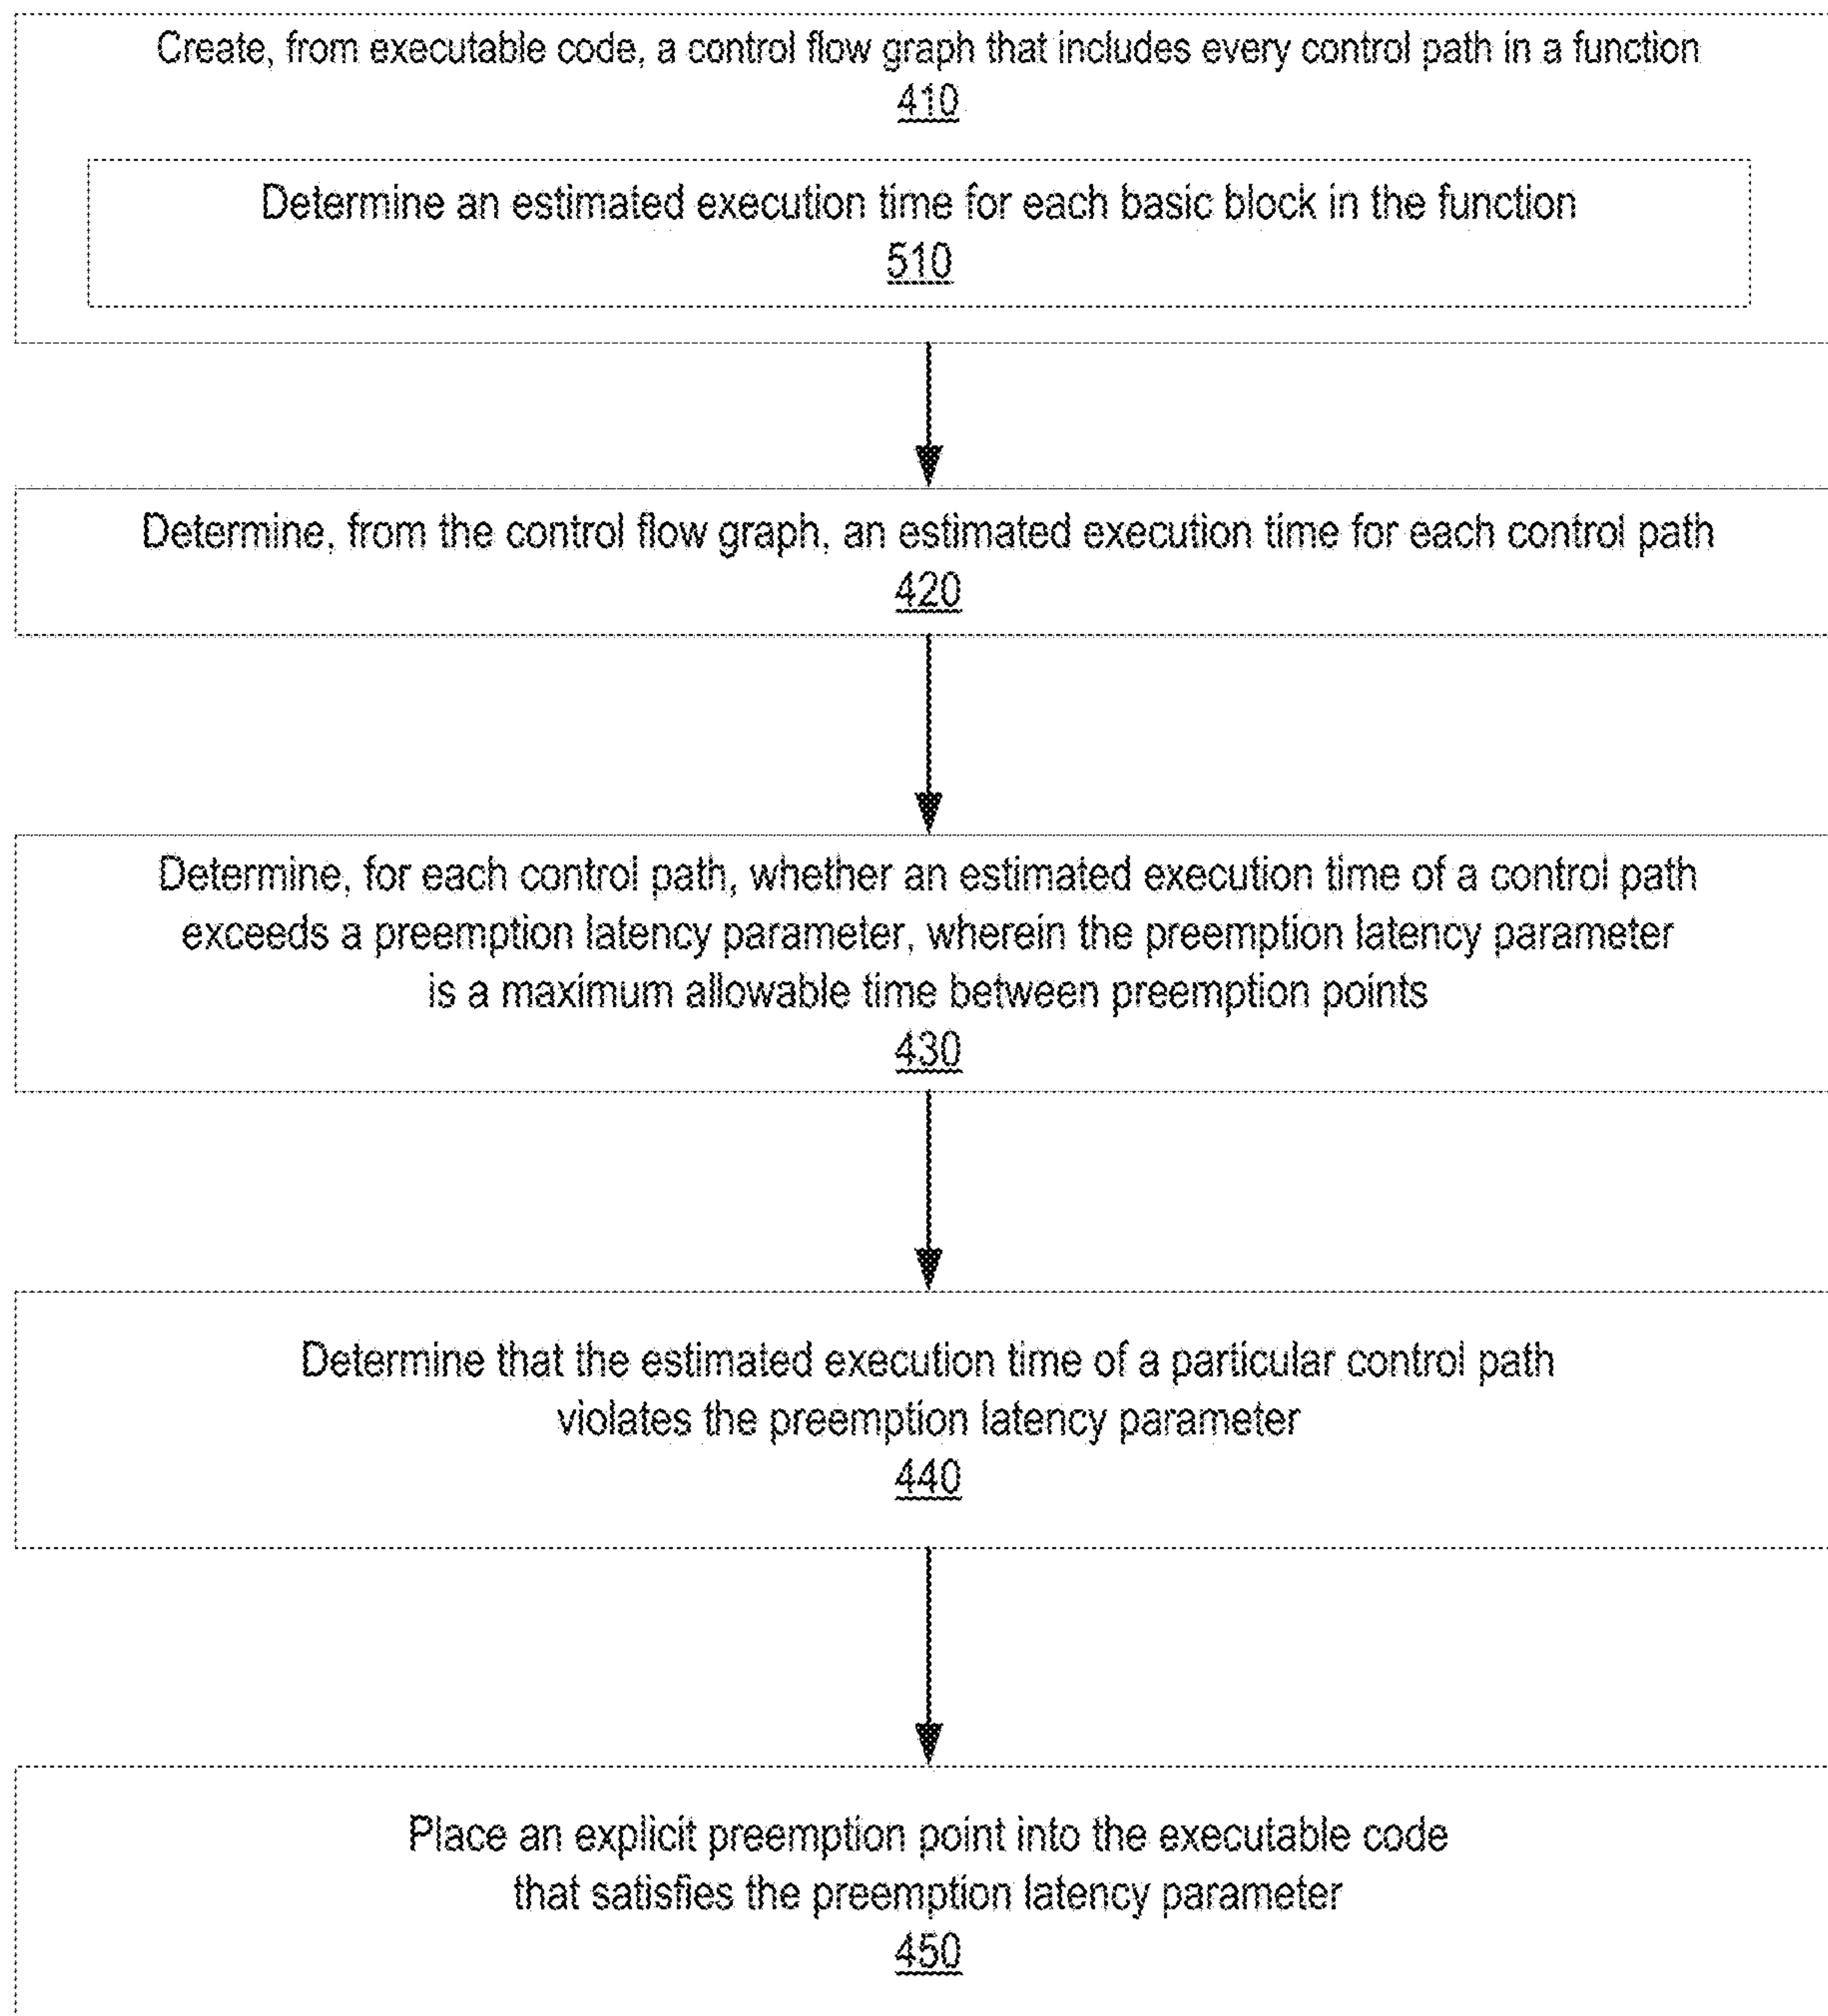 Create, from executable code, a control flow graph that includes every control path in a function
410
Determine an estimated execution time for each basic block in the function
510
Determine, from the control flow graph, an estimated execution time for each control path
420
Determine, for each control path, whether an estimated execution time of a control path
exceeds a preemption latency parameter, wherein the preemption latency parameter
is a maximum allowable time between preemption points
430
Determine that the estimated execution time of a particular control path
violates the preemption latency parameter
440
Place an explicit preemption point into the executable code
that satisfies the preemption latency parameter
450